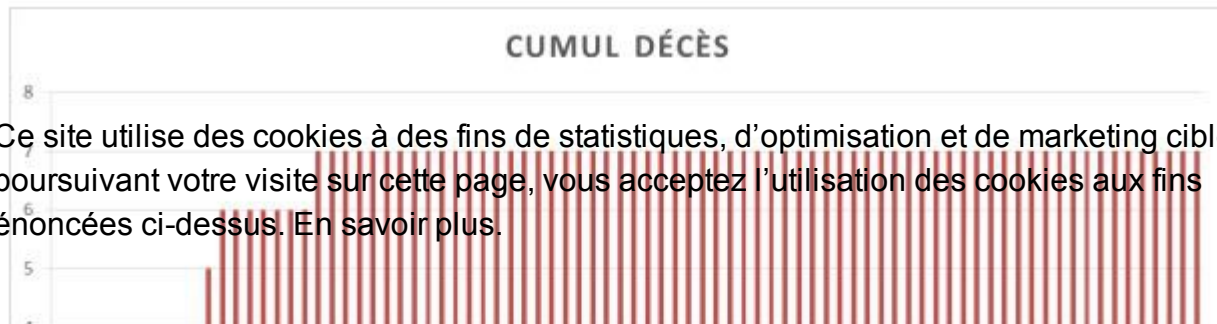 CUMUL DÉCÈS
8
Ce site utilise des cookies à des fins de statistiques, d’optimisation et de marketing cibl
7
poursuivant votre visite sur cette page, vous acceptez l’utilisation des cookies aux fins
6
énoncées ci-dessus. En savoir plus.
5